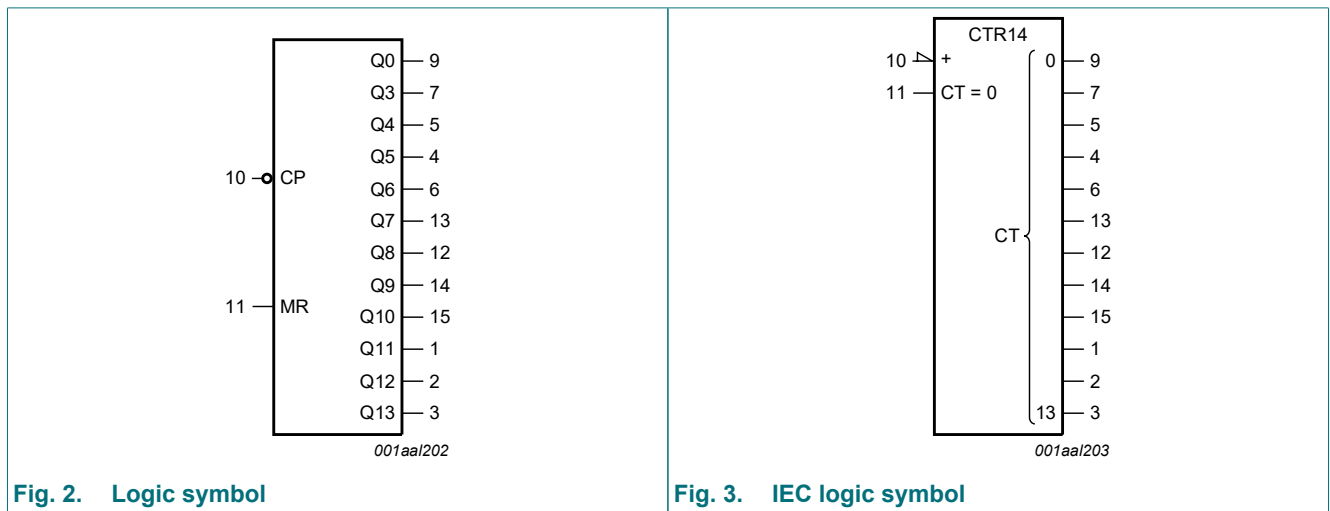 Q0 9
Q3 7
Q4 5
Q5 4
10 CP
Q6 6
Q7 13
Q8 12
Q9 14
11 MR
Q10 15
Q11 1
Q12 2
Q13 3
001aal202
Fig. 2. Logic symbol
CTR14
10 + 0 9
11 CT = 0 7
5
4
6
13
CT
12
14
15
1
2
13 3
001aal203
Fig. 3. IEC logic symbol